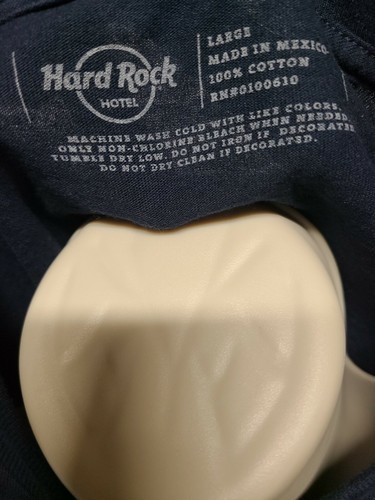 Hard Rock
HOTEL
LARGE
MADE IN MEXICO
100% COTTON
RN#0100610
MACHINE WASH COLD WITH LIKE COLORS.
ONLY NON-CHLORINE BLEACH WHEN NEEDED
TUMBLE DRY LOW. DO NOT IRON IF DECORATED
DO NOT DRY CLEAN IF DECORATED.